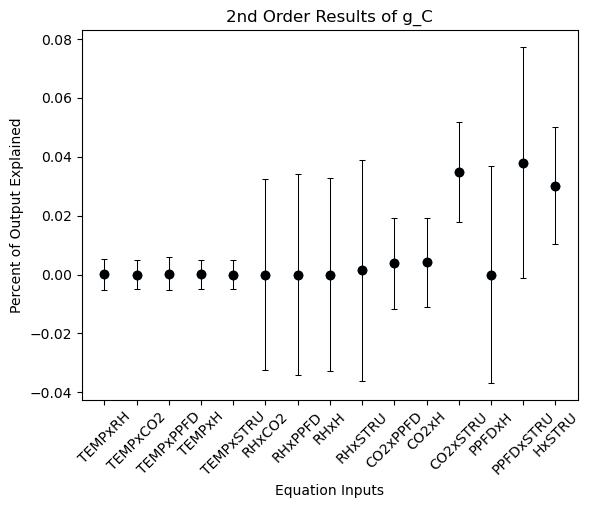 2nd Order Results of g_C
Percent of Output Explained
0.08
0.06
0.04
0.02
0.00
−0.02
−0.04
TEMPxRH
TEMPxCO2
TEMPxPPFD
TEMPxH
TEMPxSTRU
RHxCO2
RHxPPFD
RHxH
RHxSTRU
CO2xPPFD
CO2xH
CO2xSTRU
PPFDxH
PPFDxSTRU
HxSTRU
Equation Inputs